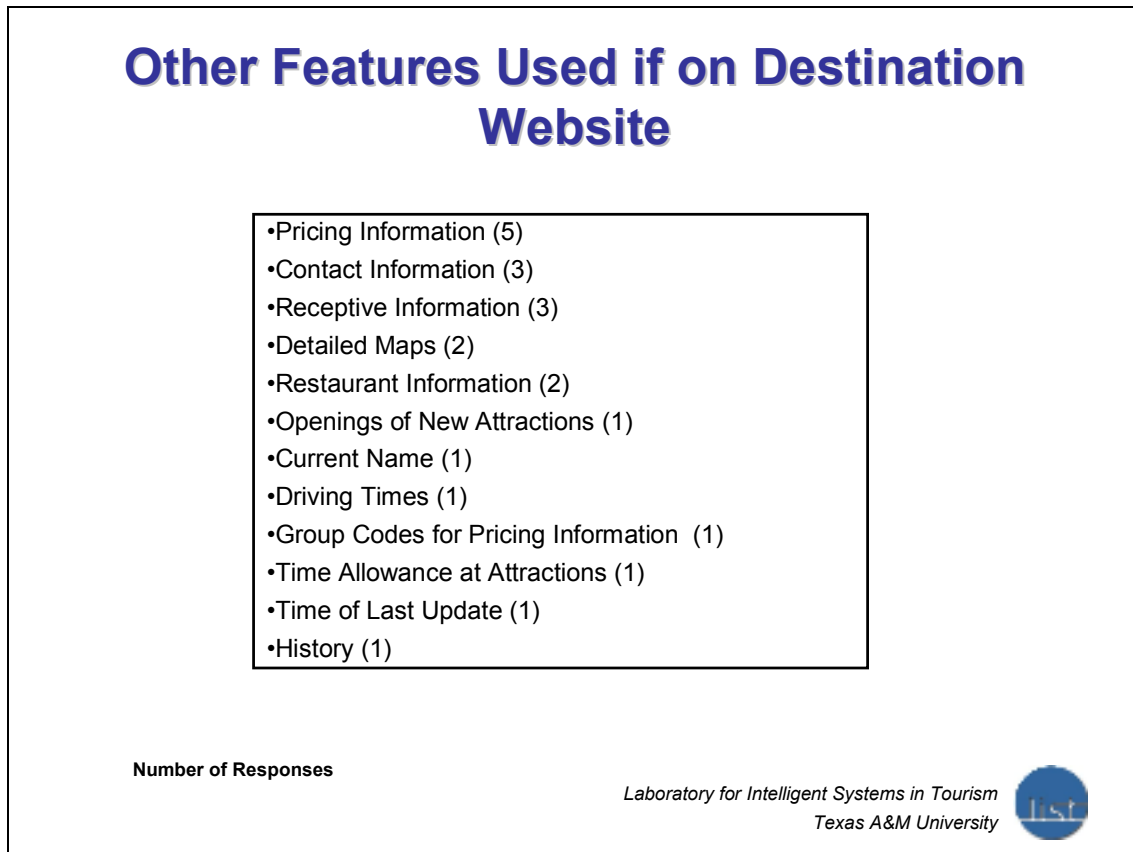 Other Features Used if on Destination
Website
•Pricing Information (5)
•Contact Information (3)
•Receptive Information (3)
•Detailed Maps (2)
•Restaurant Information (2)
•Openings of New Attractions (1)
•Current Name (1)
•Driving Times (1)
•Group Codes for Pricing Information  (1)
•Time Allowance at Attractions (1)
•Time of Last Update (1)
•History (1)
Number of Responses
Laboratory for Intelligent Systems in Tourism
Texas A&M University
list